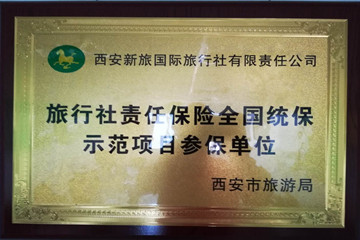 西安新旅国际旅行社有限责任公司
旅行社责任保险全国统保
示范项目参保单位
西安市旅游局